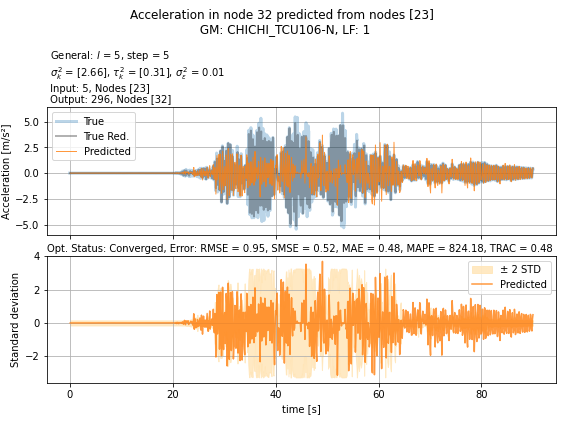 Acceleration in node 32 predicted from nodes [23]
GM: CHICHI_TCU106-N, LF: 1
General: l = 5, step = 5
σ²ₖ = [2.66], τ²ₖ = [0.31], σ²ε = 0.01
Input: 5, Nodes [23]
Output: 296, Nodes [32]
Acceleration [m/s²]
5.0
2.5
0.0
−2.5
−5.0
True
True Red.
Predicted
Opt. Status: Converged, Error: RMSE = 0.95, SMSE = 0.52, MAE = 0.48, MAPE = 824.18, TRAC = 0.48
Standard deviation
4
2
0
−2
± 2 STD
Predicted
0 20 40 60 80
time [s]